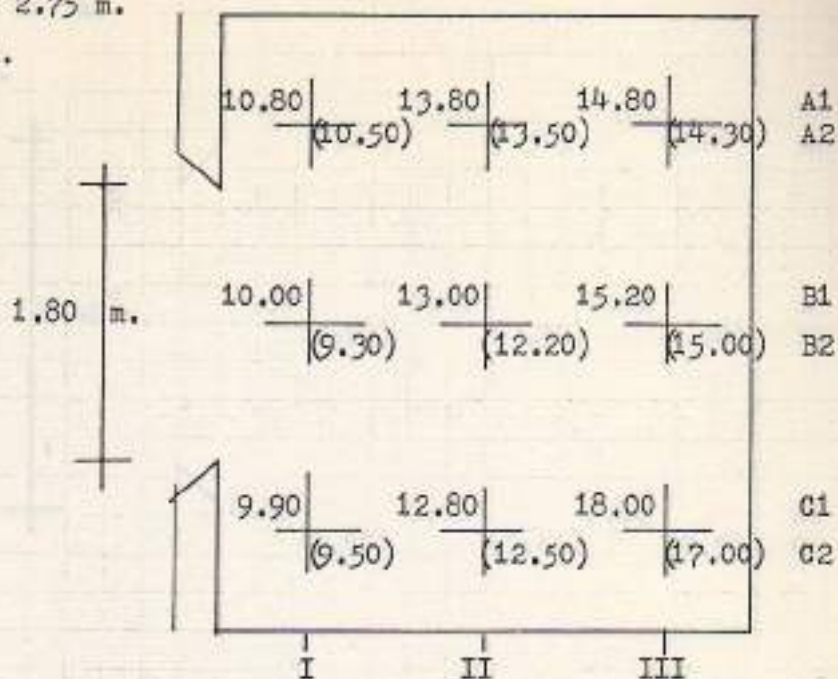 2.75 m.
.
10.80 13.80 14.80 A1
(10.50) (13.50) (14.30) A2
10.00 13.00 15.20 B1
1.80 m.
(9.30) (12.20) (15.00) B2
9.90 12.80 18.00 C1
(9.50) (12.50) (17.00) C2
I II III